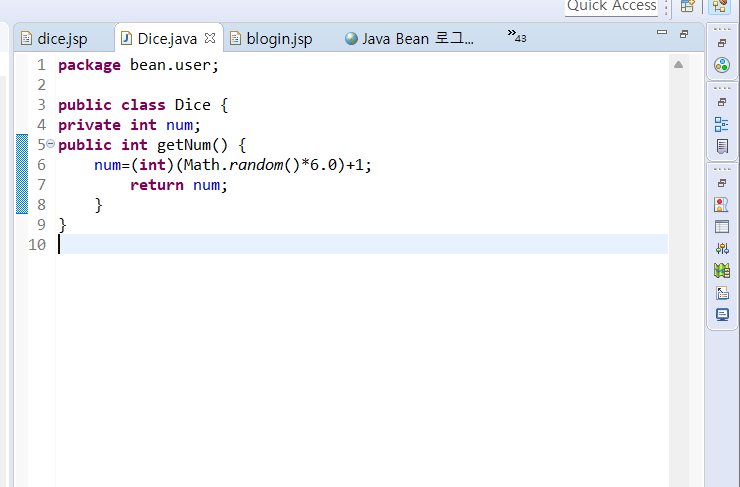 Quick Access
dice.jsp Dice.java blogin.jsp Java Bean 로그... »43
1 package bean.user;
2
3 public class Dice {
4 private int num;
5 public int getNum() {
6     num=(int)(Math.random()*6.0)+1;
7         return num;
8     }
9 }
10